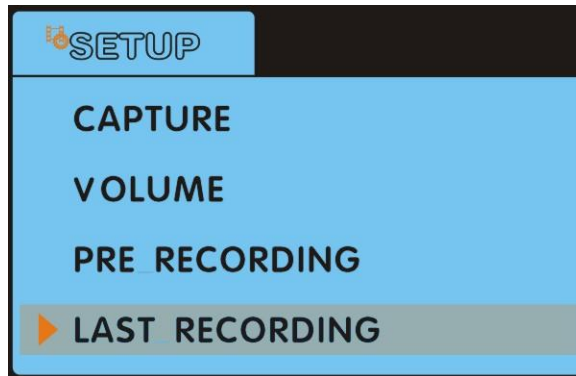 SETUP
CAPTURE
VOLUME
PRE_RECORDING
LAST_RECORDING